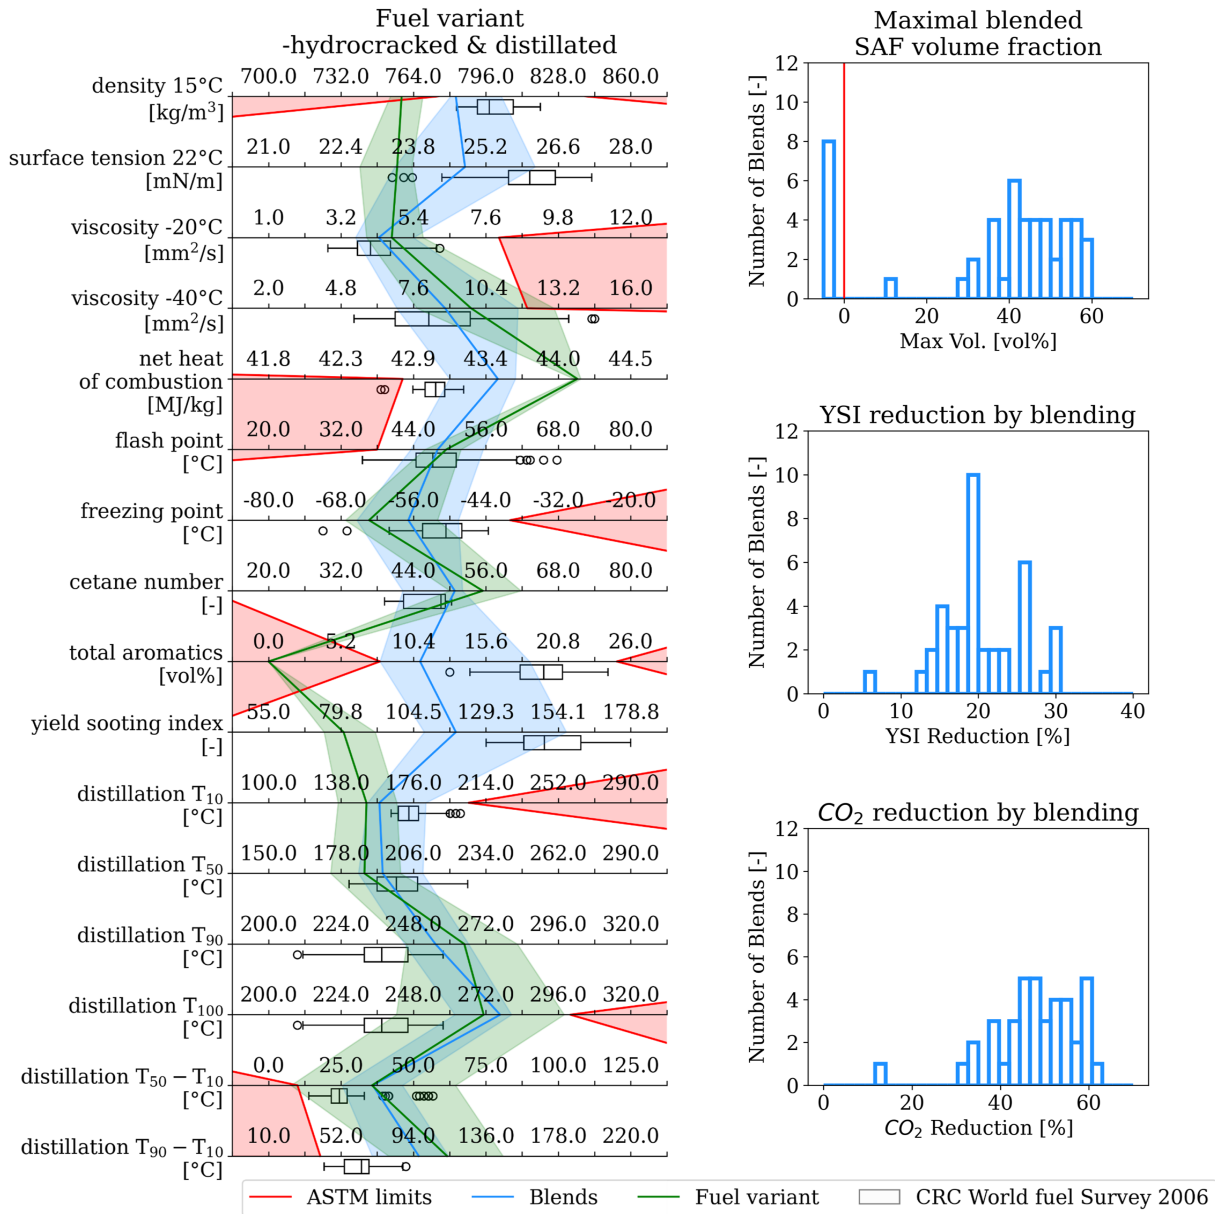 Fuel variant
-hydrocracked & distillated
density 15°C
[kg/m³]
700.0 732.0 764.0 796.0 828.0 860.0
surface tension 22°C
[mN/m]
21.0 22.4 23.8 25.2 26.6 28.0
viscosity -20°C
[mm²/s]
1.0 3.2 5.4 7.6 9.8 12.0
viscosity -40°C
[mm²/s]
2.0 4.8 7.6 10.4 13.2 16.0
net heat
of combustion
[MJ/kg]
41.8 42.3 42.9 43.4 44.0 44.5
flash point
[°C]
20.0 32.0 44.0 56.0 68.0 80.0
freezing point
[°C]
-80.0 -68.0 -56.0 -44.0 -32.0 -20.0
cetane number
[-]
20.0 32.0 44.0 56.0 68.0 80.0
total aromatics
[vol%]
0.0 5.2 10.4 15.6 20.8 26.0
yield sooting index
[-]
55.0 79.8 104.5 129.3 154.1 178.8
distillation T₁₀
[°C]
100.0 138.0 176.0 214.0 252.0 290.0
distillation T₅₀
[°C]
150.0 178.0 206.0 234.0 262.0 290.0
distillation T₉₀
[°C]
200.0 224.0 248.0 272.0 296.0 320.0
distillation T₁₀₀
[°C]
200.0 224.0 248.0 272.0 296.0 320.0
distillation T₅₀ − T₁₀
[°C]
0.0 25.0 50.0 75.0 100.0 125.0
distillation T₉₀ − T₁₀
[°C]
10.0 52.0 94.0 136.0 178.0 220.0
Maximal blended
SAF volume fraction
Number of Blends [-]
12
10
8
6
4
2
0
0 20 40 60
Max Vol. [vol%]
YSI reduction by blending
Number of Blends [-]
12
10
8
6
4
2
0
0 10 20 30 40
YSI Reduction [%]
CO₂ reduction by blending
Number of Blends [-]
12
10
8
6
4
2
0
0 20 40 60
CO₂ Reduction [%]
ASTM limits Blends Fuel variant CRC World fuel Survey 2006